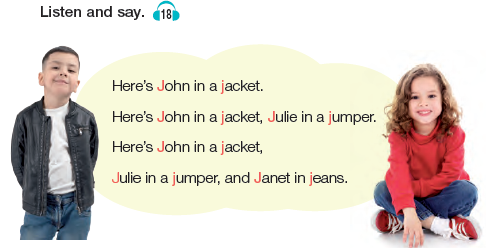 Listen and say. 18
Here's John in a jacket.
Here's John in a jacket, Julie in a jumper.
Here's John in a jacket,
Julie in a jumper, and Janet in jeans.